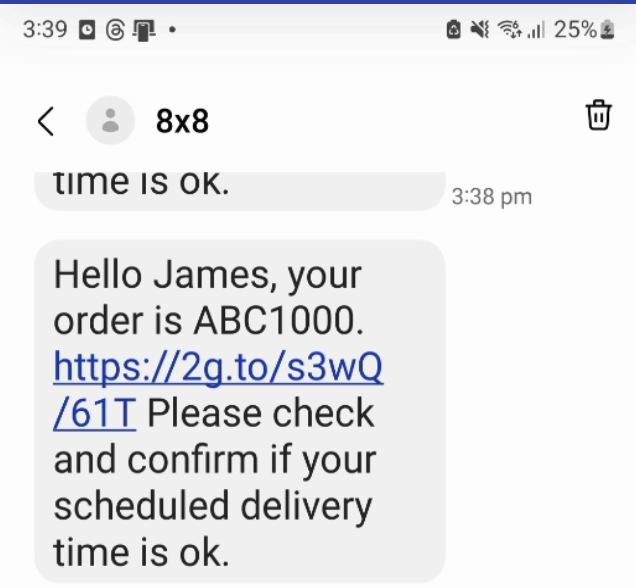 3:39 25%
8x8
time is ok.
3:38 pm
Hello James, your
order is ABC1000.
https://2g.to/s3wQ
/61T Please check
and confirm if your
scheduled delivery
time is ok.